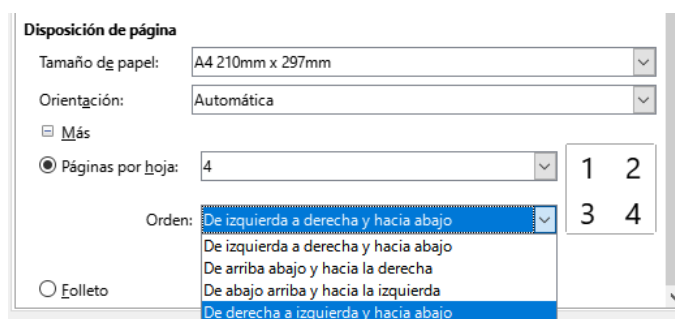 Disposición de página
Tamaño de papel: A4 210mm x 297mm
Orientación: Automática
Más
Páginas por hoja: 4
1 2
3 4
Orden: De izquierda a derecha y hacia abajo
De izquierda a derecha y hacia abajo
De arriba abajo y hacia la derecha
De abajo arriba y hacia la izquierda
Folleto
De derecha a izquierda y hacia abajo